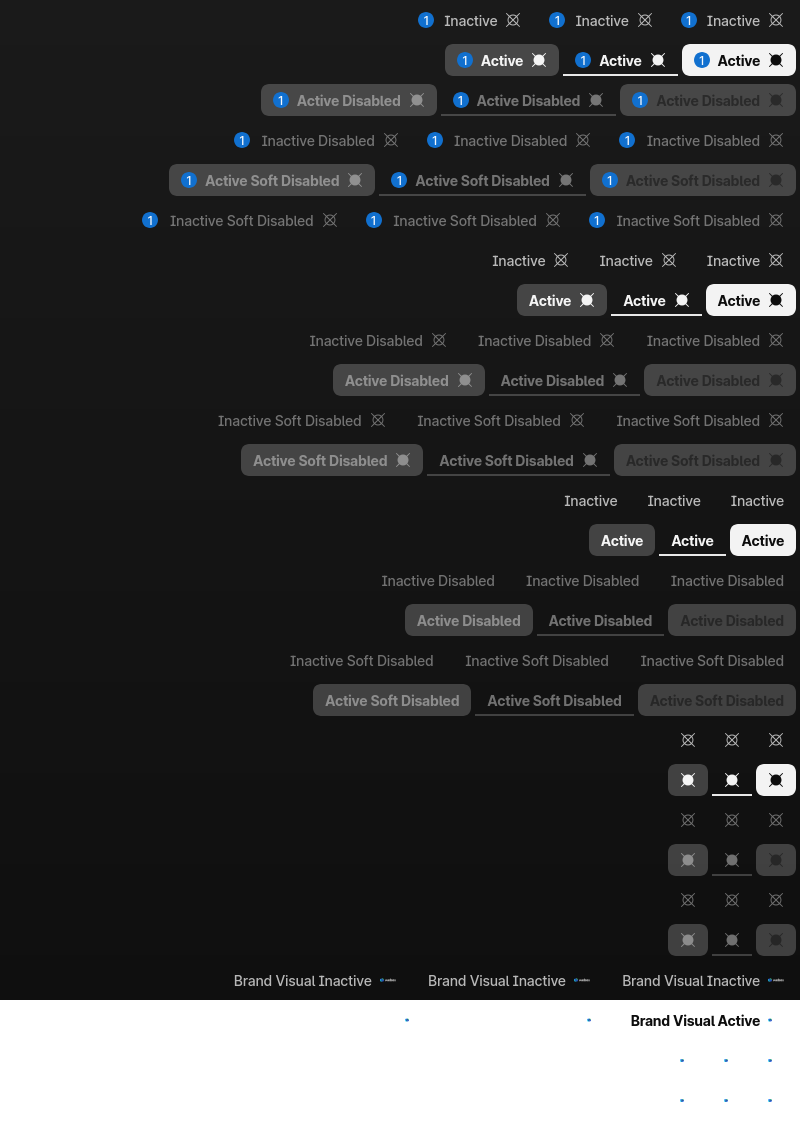 1 Inactive 1 Inactive 1 Inactive
1 Active 1 Active 1 Active
1 Active Disabled 1 Active Disabled 1 Active Disabled
1 Inactive Disabled 1 Inactive Disabled 1 Inactive Disabled
1 Active Soft Disabled 1 Active Soft Disabled 1 Active Soft Disabled
1 Inactive Soft Disabled 1 Inactive Soft Disabled 1 Inactive Soft Disabled
Inactive Inactive Inactive
Active Active Active
Inactive Disabled Inactive Disabled Inactive Disabled
Active Disabled Active Disabled Active Disabled
Inactive Soft Disabled Inactive Soft Disabled Inactive Soft Disabled
Active Soft Disabled Active Soft Disabled Active Soft Disabled
Inactive Inactive Inactive
Active Active Active
Inactive Disabled Inactive Disabled Inactive Disabled
Active Disabled Active Disabled Active Disabled
Inactive Soft Disabled Inactive Soft Disabled Inactive Soft Disabled
Active Soft Disabled Active Soft Disabled Active Soft Disabled
Brand Visual Inactive Brand Visual Inactive Brand Visual Inactive
Brand Visual Active